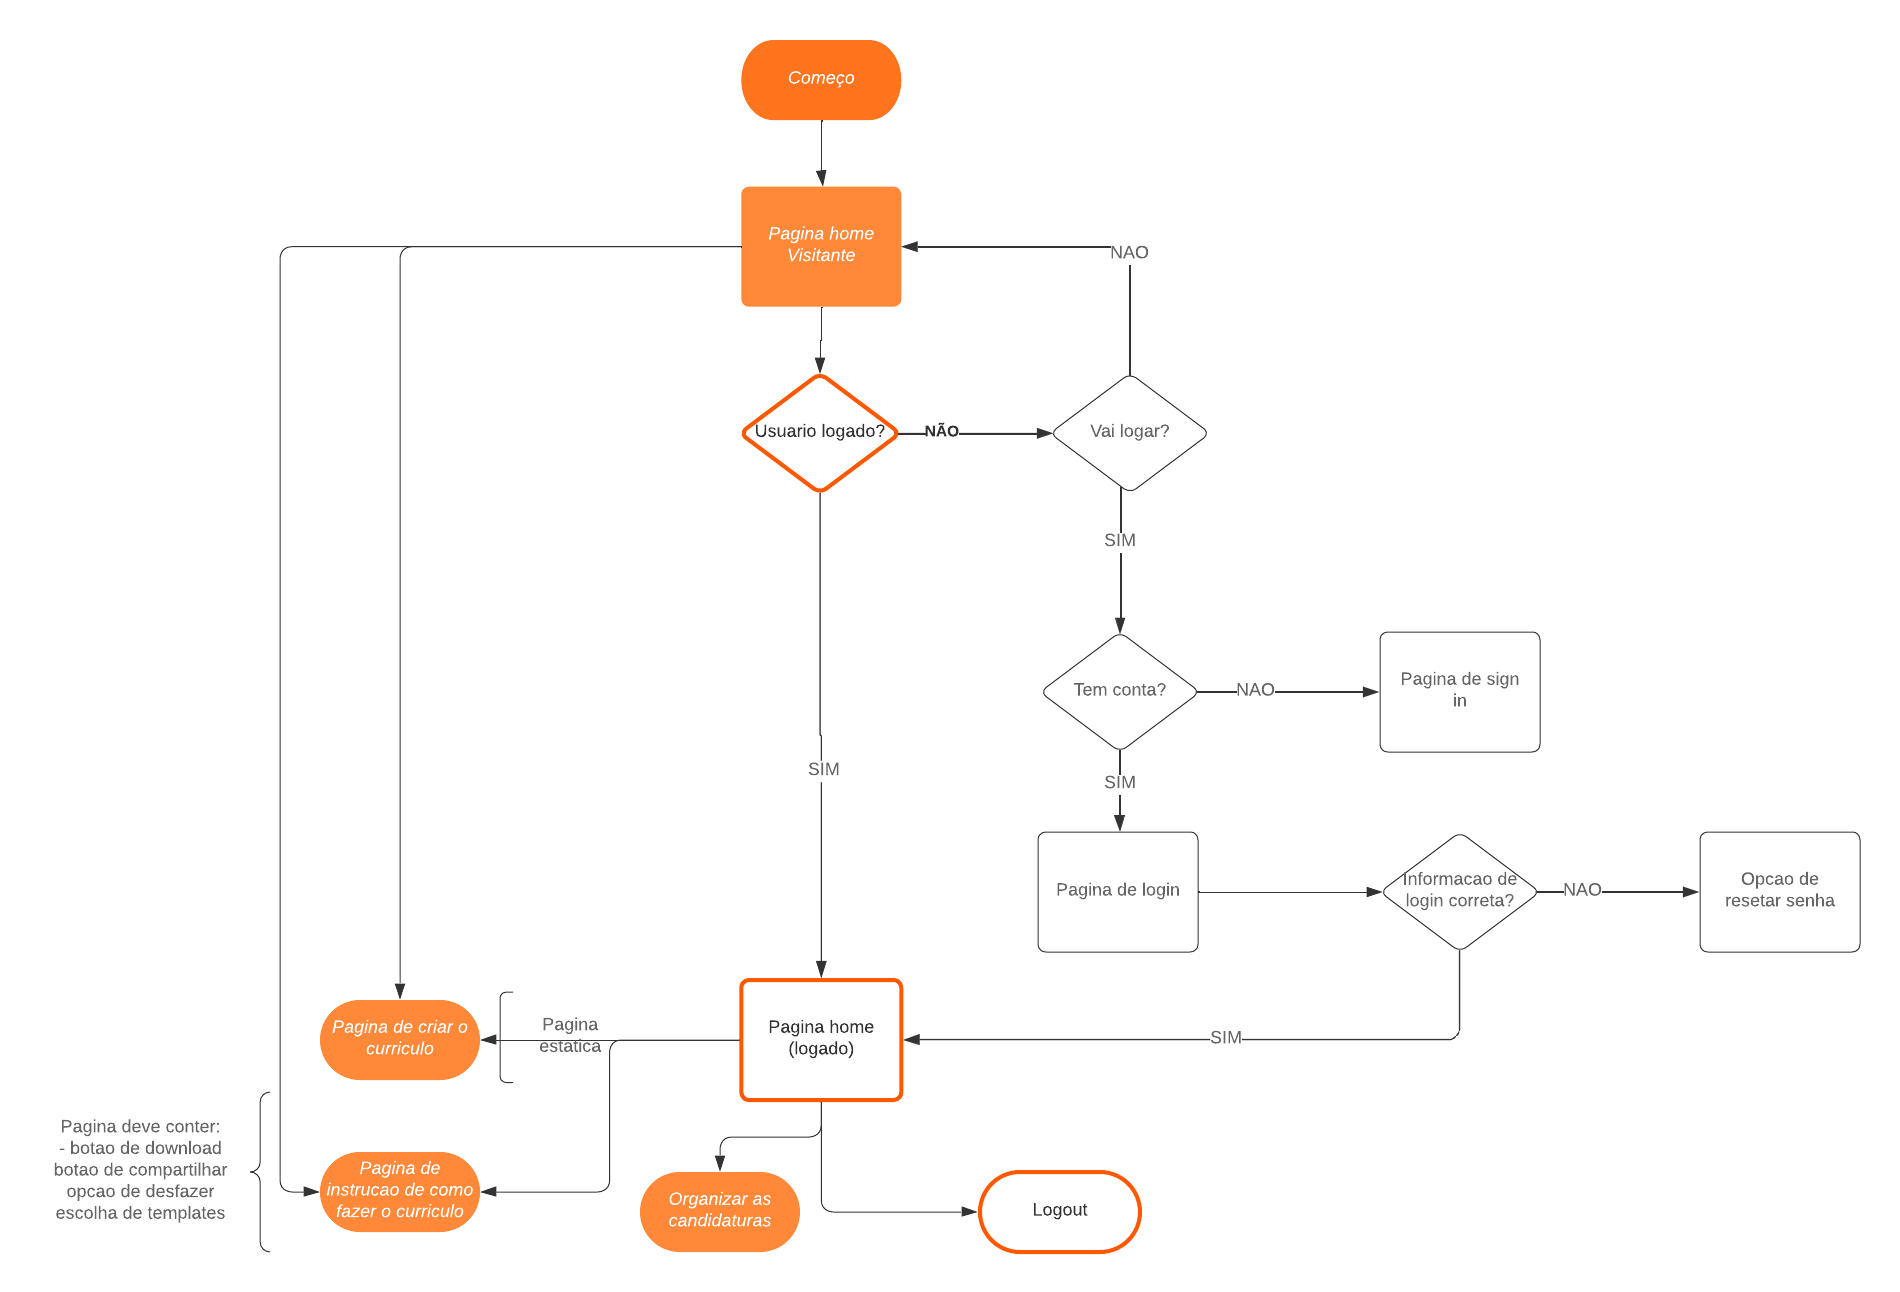 Começo
Pagina home
Visitante
NAO
Usuario logado?
NÃO
Vai logar?
SIM
Tem conta?
NAO
Pagina de sign
in
SIM
SIM
Pagina de login
Informacao de
login correta?
NAO
Opcao de
resetar senha
Pagina de criar o
curriculo
Pagina
estatica
Pagina home
(logado)
SIM
Pagina deve conter:
- botao de download
botao de compartilhar
opcao de desfazer
escolha de templates
Pagina de
instrucao de como
fazer o curriculo
Organizar as
candidaturas
Logout